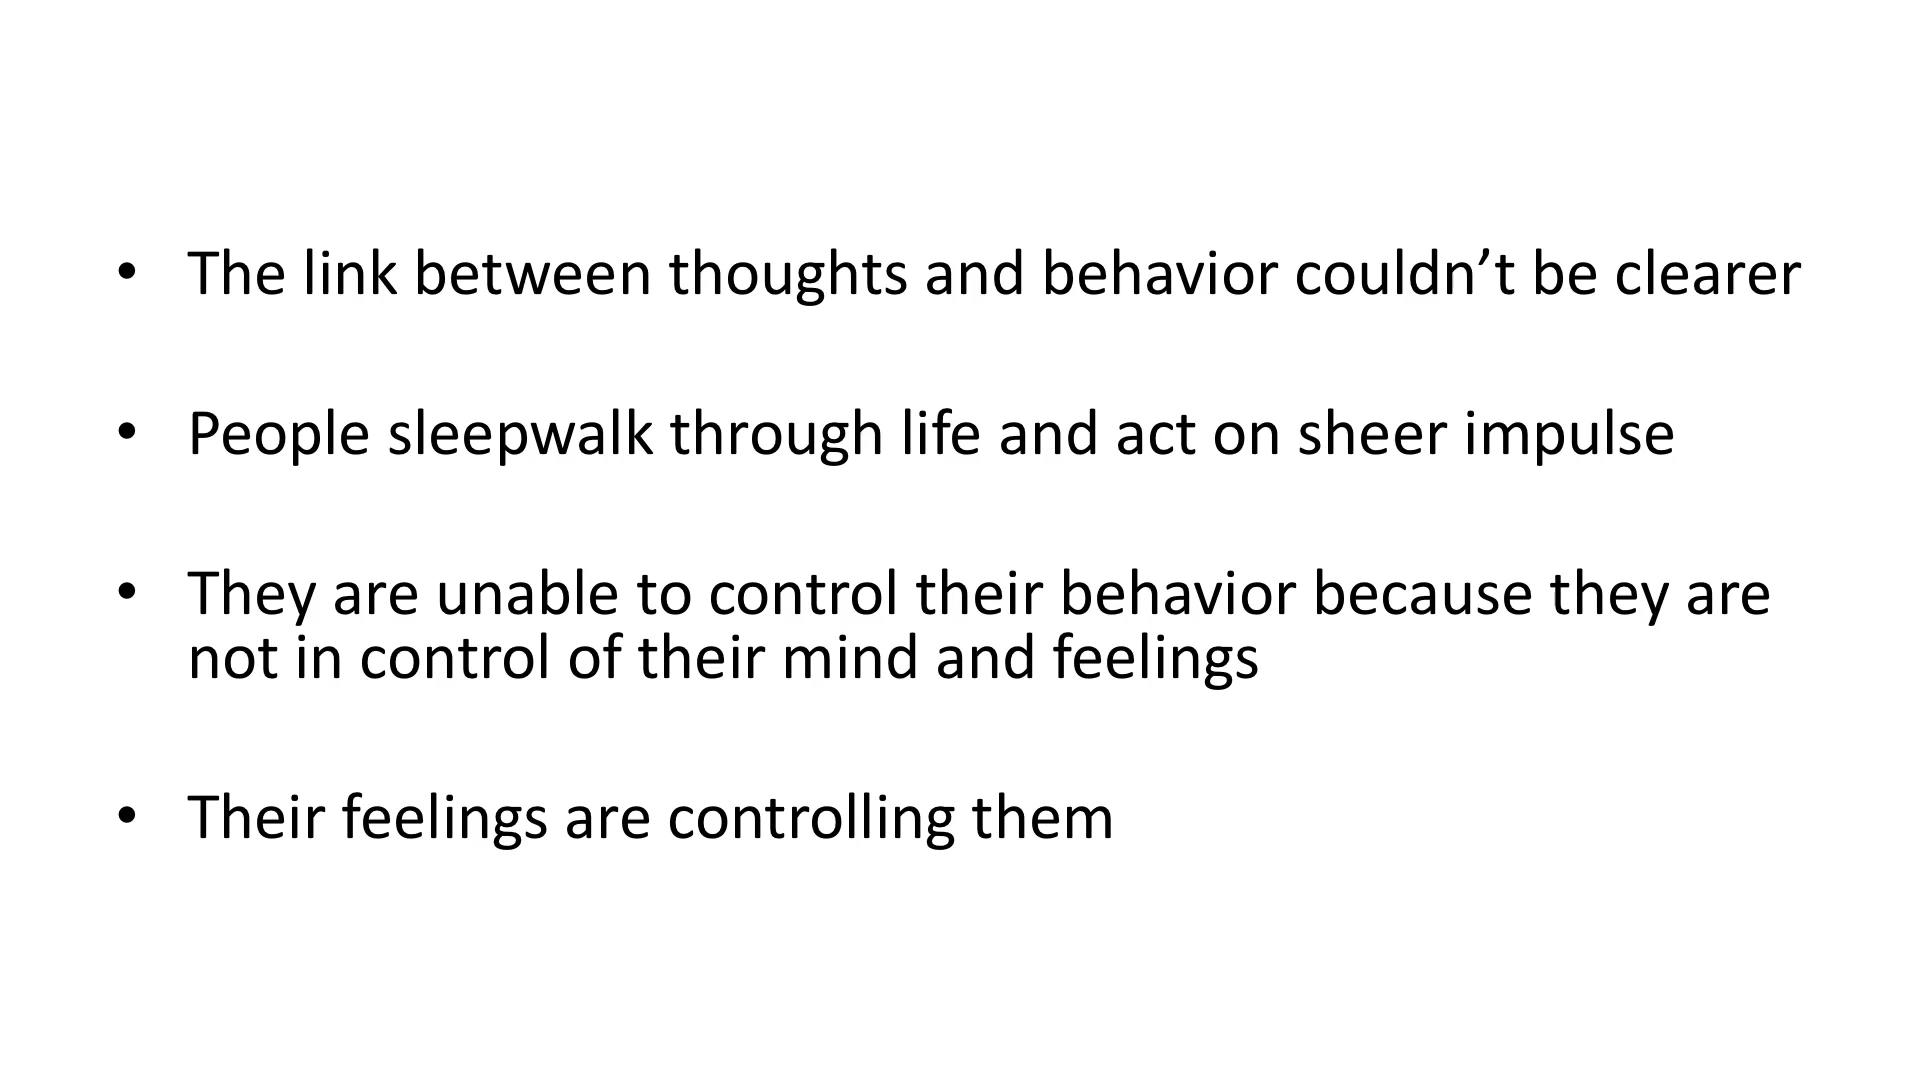 • The link between thoughts and behavior couldn’t be clearer
• People sleepwalk through life and act on sheer impulse
• They are unable to control their behavior because they are
not in control of their mind and feelings
• Their feelings are controlling them